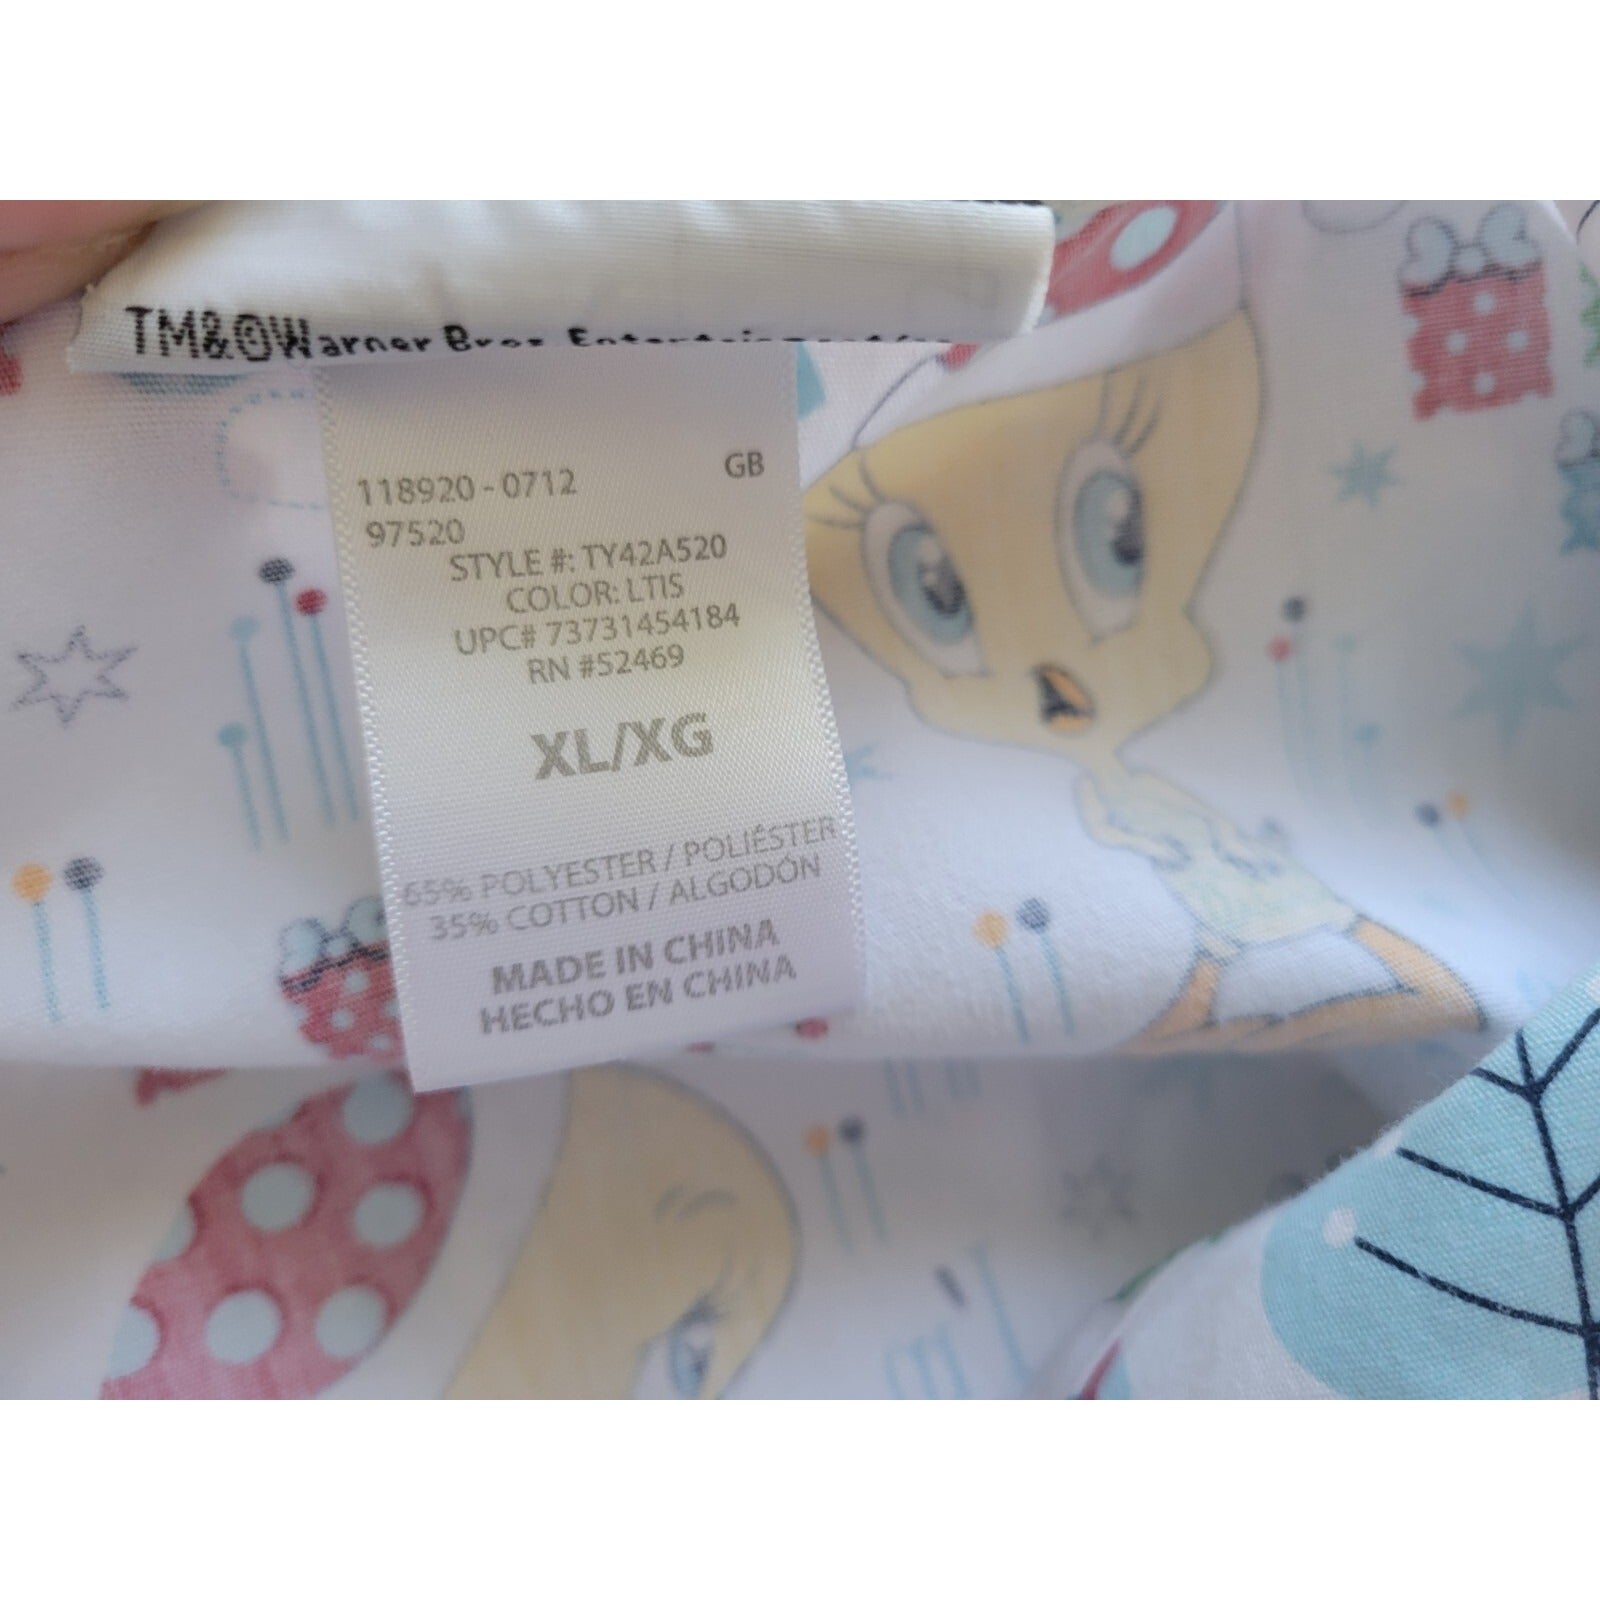 TM&©Warner Bros. Entertainment
118920 - 0712
GB
97520
STYLE #: TY42A520
COLOR: LTIS
UPC# 73731454184
RN #52469
XL/XG
65% POLYESTER / POLIÉSTER
35% COTTON / ALGODÓN
MADE IN CHINA
HECHO EN CHINA